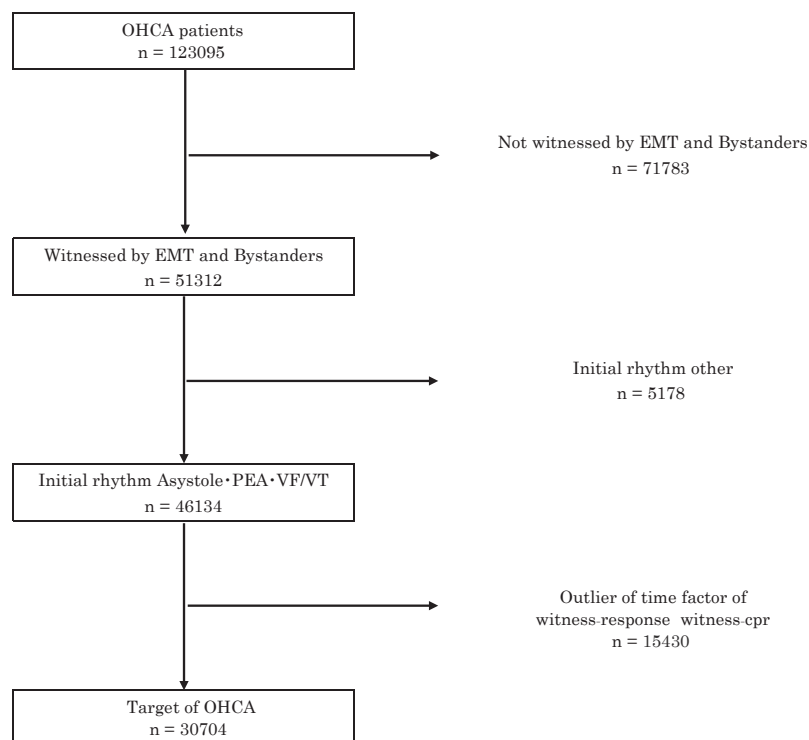 OHCA patients
n = 123095
Not witnessed by EMT and Bystanders
n = 71783
Witnessed by EMT and Bystanders
n = 51312
Initial rhythm other
n = 5178
Initial rhythm Asystole・PEA・VF/VT
n = 46134
Outlier of time factor of
witness-response witness-cpr
n = 15430
Target of OHCA
n = 30704